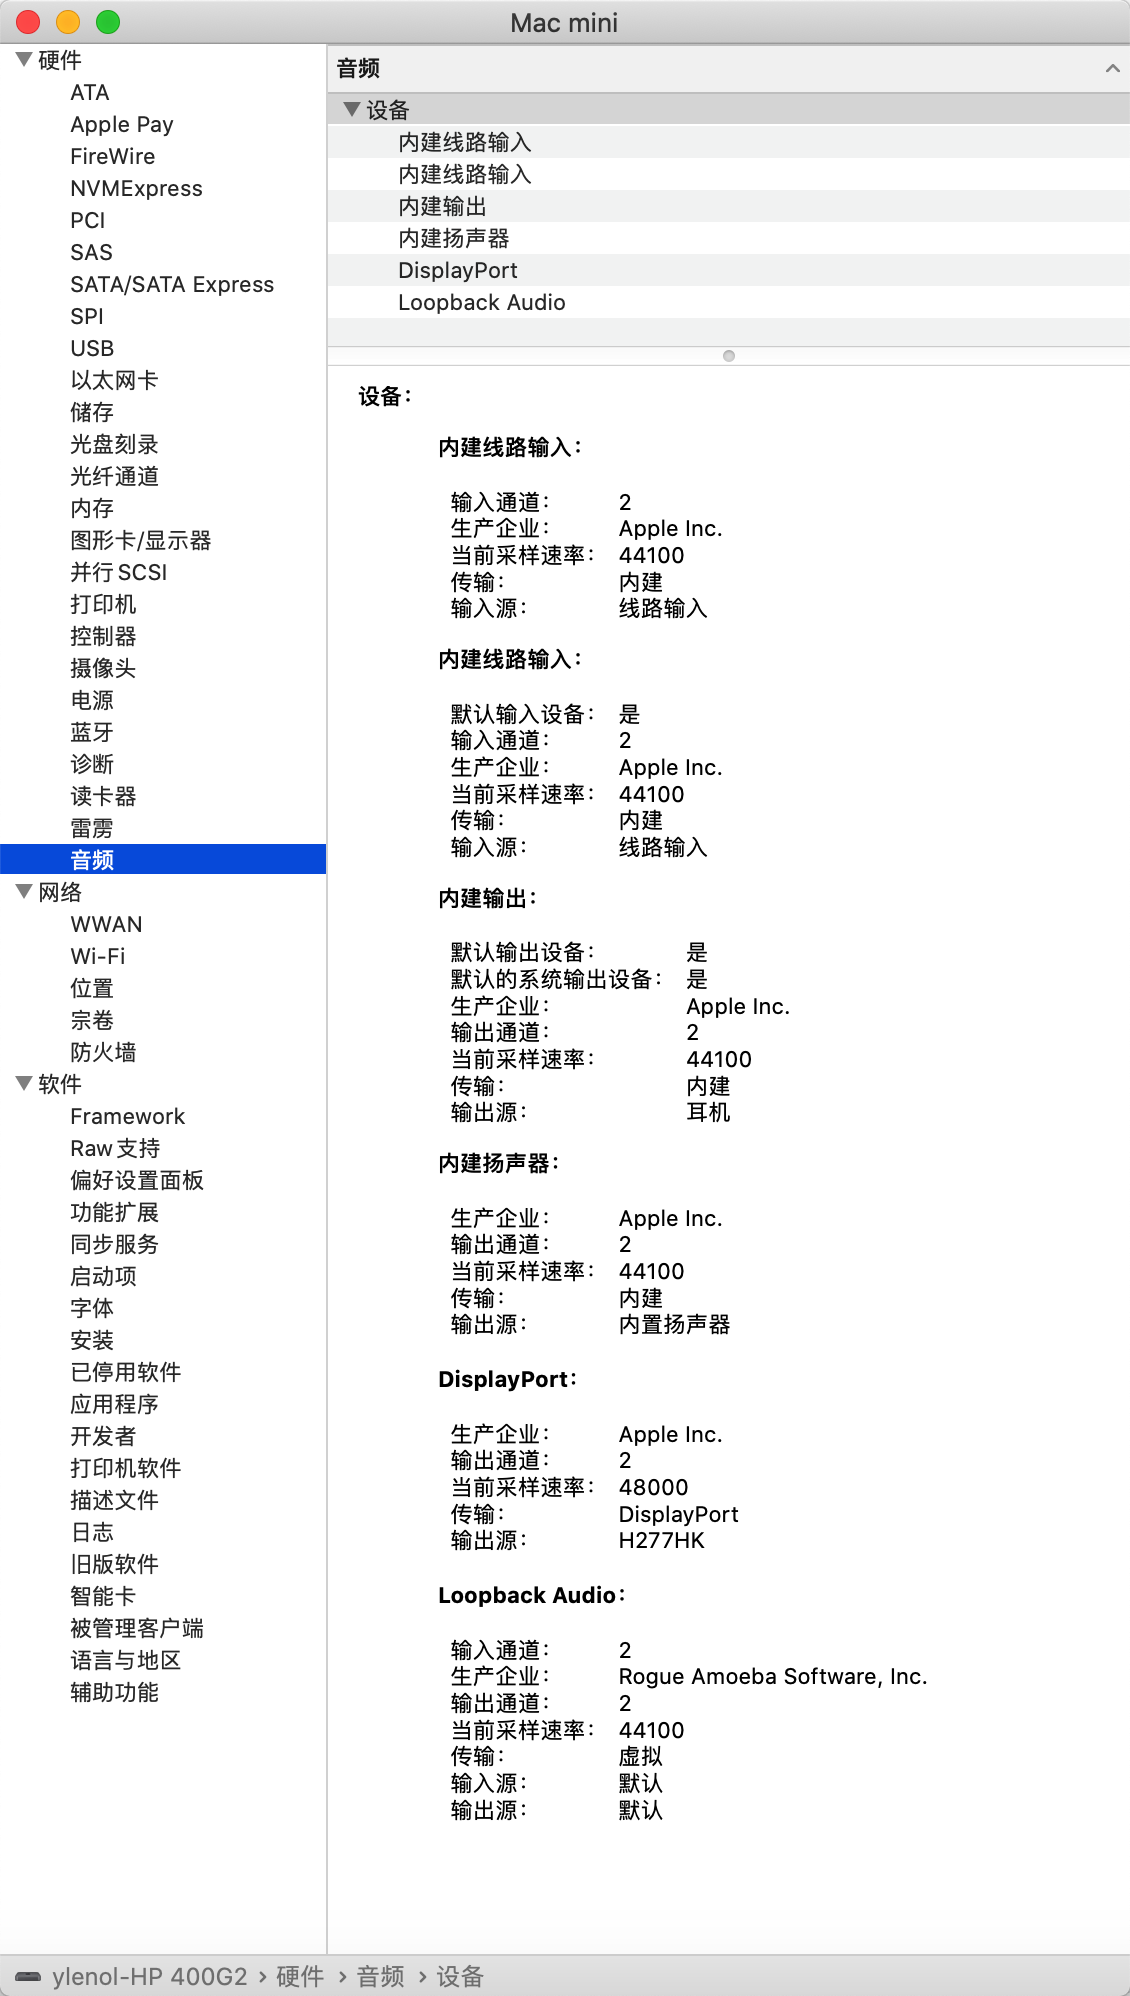 Mac mini
硬件
ATA
Apple Pay
FireWire
NVMExpress
PCI
SAS
SATA/SATA Express
SPI
USB
以太网卡
储存
光盘刻录
光纤通道
内存
图形卡/显示器
并行 SCSI
打印机
控制器
摄像头
电源
蓝牙
诊断
读卡器
雷雳
音频
网络
WWAN
Wi-Fi
位置
宗卷
防火墙
软件
Framework
Raw 支持
偏好设置面板
功能扩展
同步服务
启动项
字体
安装
已停用软件
应用程序
开发者
打印机软件
描述文件
日志
旧版软件
智能卡
被管理客户端
语言与地区
辅助功能
音频
设备
内建线路输入
内建线路输入
内建输出
内建扬声器
DisplayPort
Loopback Audio
设备：
内建线路输入：
输入通道： 2
生产企业： Apple Inc.
当前采样速率： 44100
传输： 内建
输入源： 线路输入
内建线路输入：
默认输入设备： 是
输入通道： 2
生产企业： Apple Inc.
当前采样速率： 44100
传输： 内建
输入源： 线路输入
内建输出：
默认输出设备： 是
默认的系统输出设备： 是
生产企业： Apple Inc.
输出通道： 2
当前采样速率： 44100
传输： 内建
输出源： 耳机
内建扬声器：
生产企业： Apple Inc.
输出通道： 2
当前采样速率： 44100
传输： 内建
输出源： 内置扬声器
DisplayPort：
生产企业： Apple Inc.
输出通道： 2
当前采样速率： 48000
传输： DisplayPort
输出源： H277HK
Loopback Audio：
输入通道： 2
生产企业： Rogue Amoeba Software, Inc.
输出通道： 2
当前采样速率： 44100
传输： 虚拟
输入源： 默认
输出源： 默认
ylenol-HP 400G2 › 硬件 › 音频 › 设备